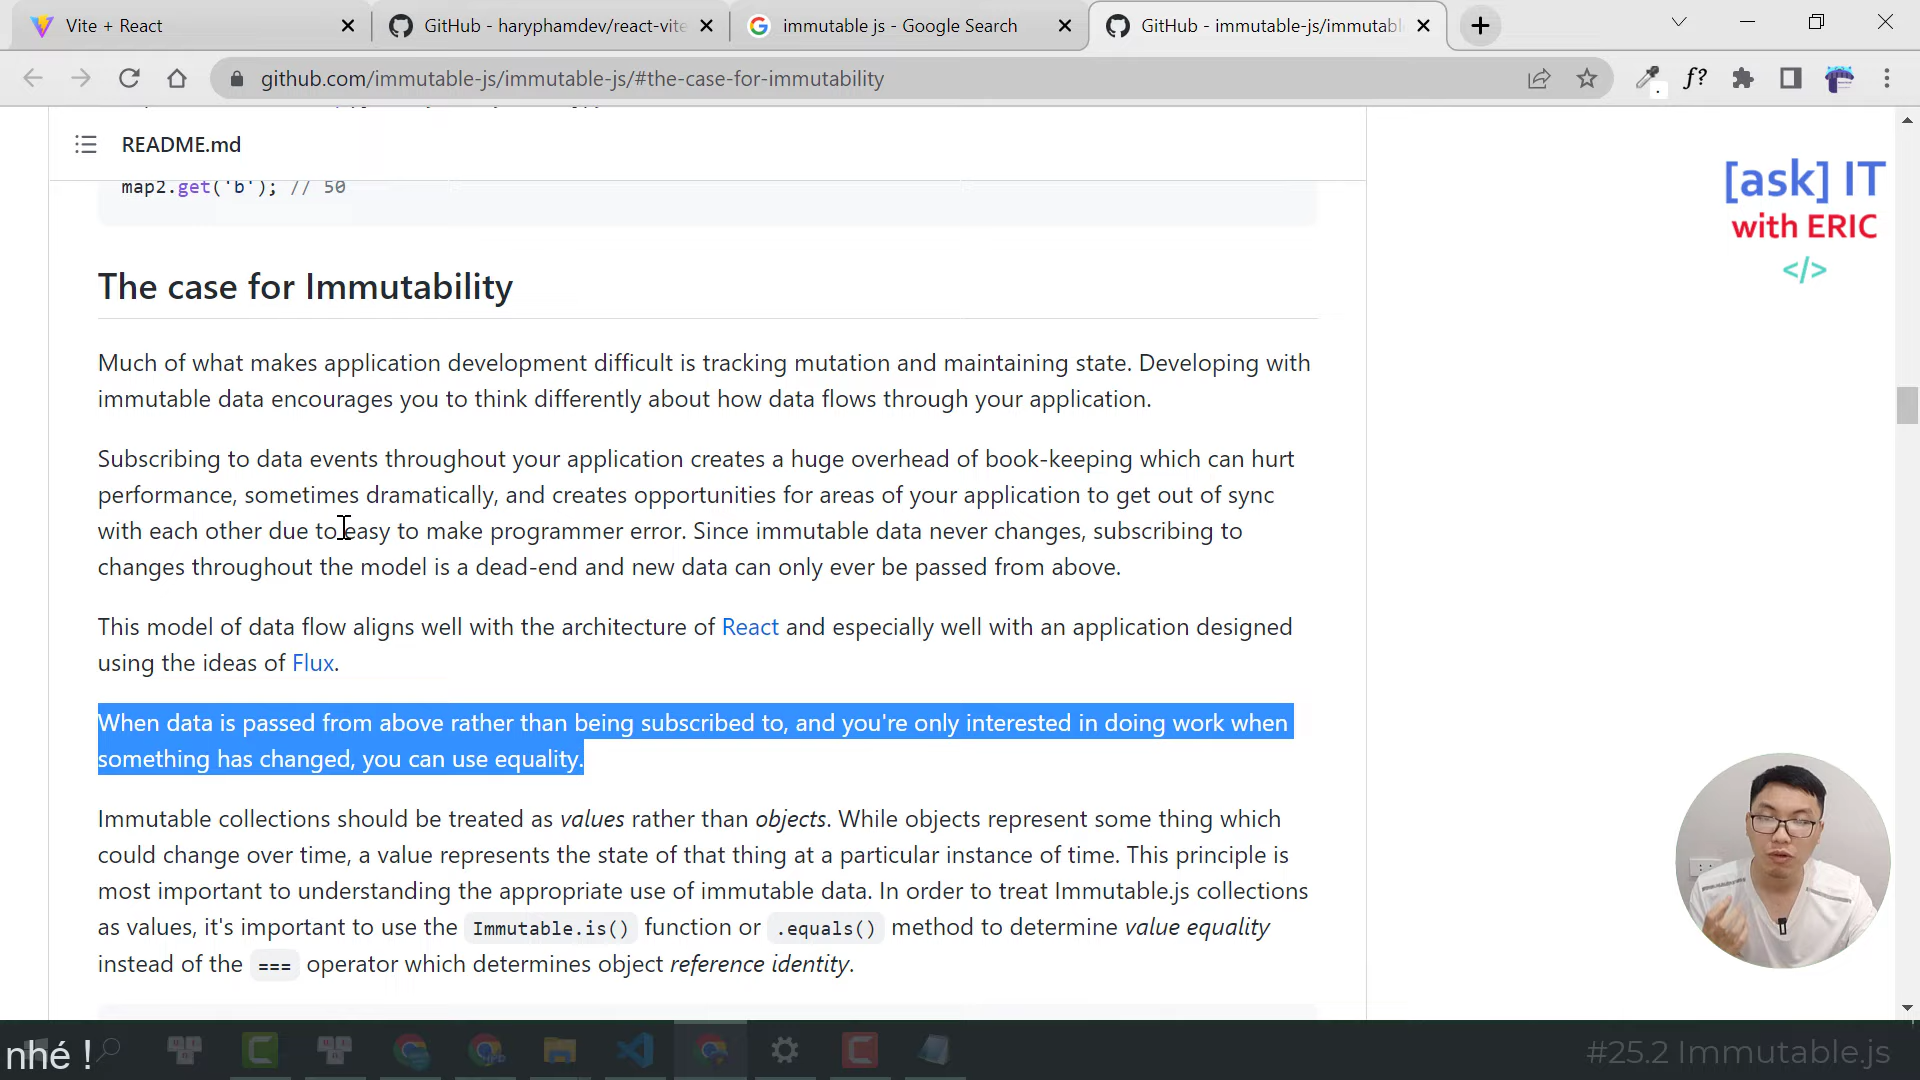 Vite + React
GitHub - haryphamdev/react-vite
immutable js - Google Search
GitHub - immutable-js/immutabl
github.com/immutable-js/immutable-js/#the-case-for-immutability
f?
README.md
map2.get('b'); // 50
[ask] IT
with ERIC
</>
The case for Immutability
Much of what makes application development difficult is tracking mutation and maintaining state. Developing with
immutable data encourages you to think differently about how data flows through your application.
Subscribing to data events throughout your application creates a huge overhead of book-keeping which can hurt
performance, sometimes dramatically, and creates opportunities for areas of your application to get out of sync
with each other due to easy to make programmer error. Since immutable data never changes, subscribing to
changes throughout the model is a dead-end and new data can only ever be passed from above.
This model of data flow aligns well with the architecture of React and especially well with an application designed
using the ideas of Flux.
When data is passed from above rather than being subscribed to, and you're only interested in doing work when
something has changed, you can use equality.
Immutable collections should be treated as values rather than objects. While objects represent some thing which
could change over time, a value represents the state of that thing at a particular instance of time. This principle is
most important to understanding the appropriate use of immutable data. In order to treat Immutable.js collections
as values, it's important to use the Immutable.is() function or .equals() method to determine value equality
instead of the === operator which determines object reference identity.
nhé !
#25.2 Immutable.js